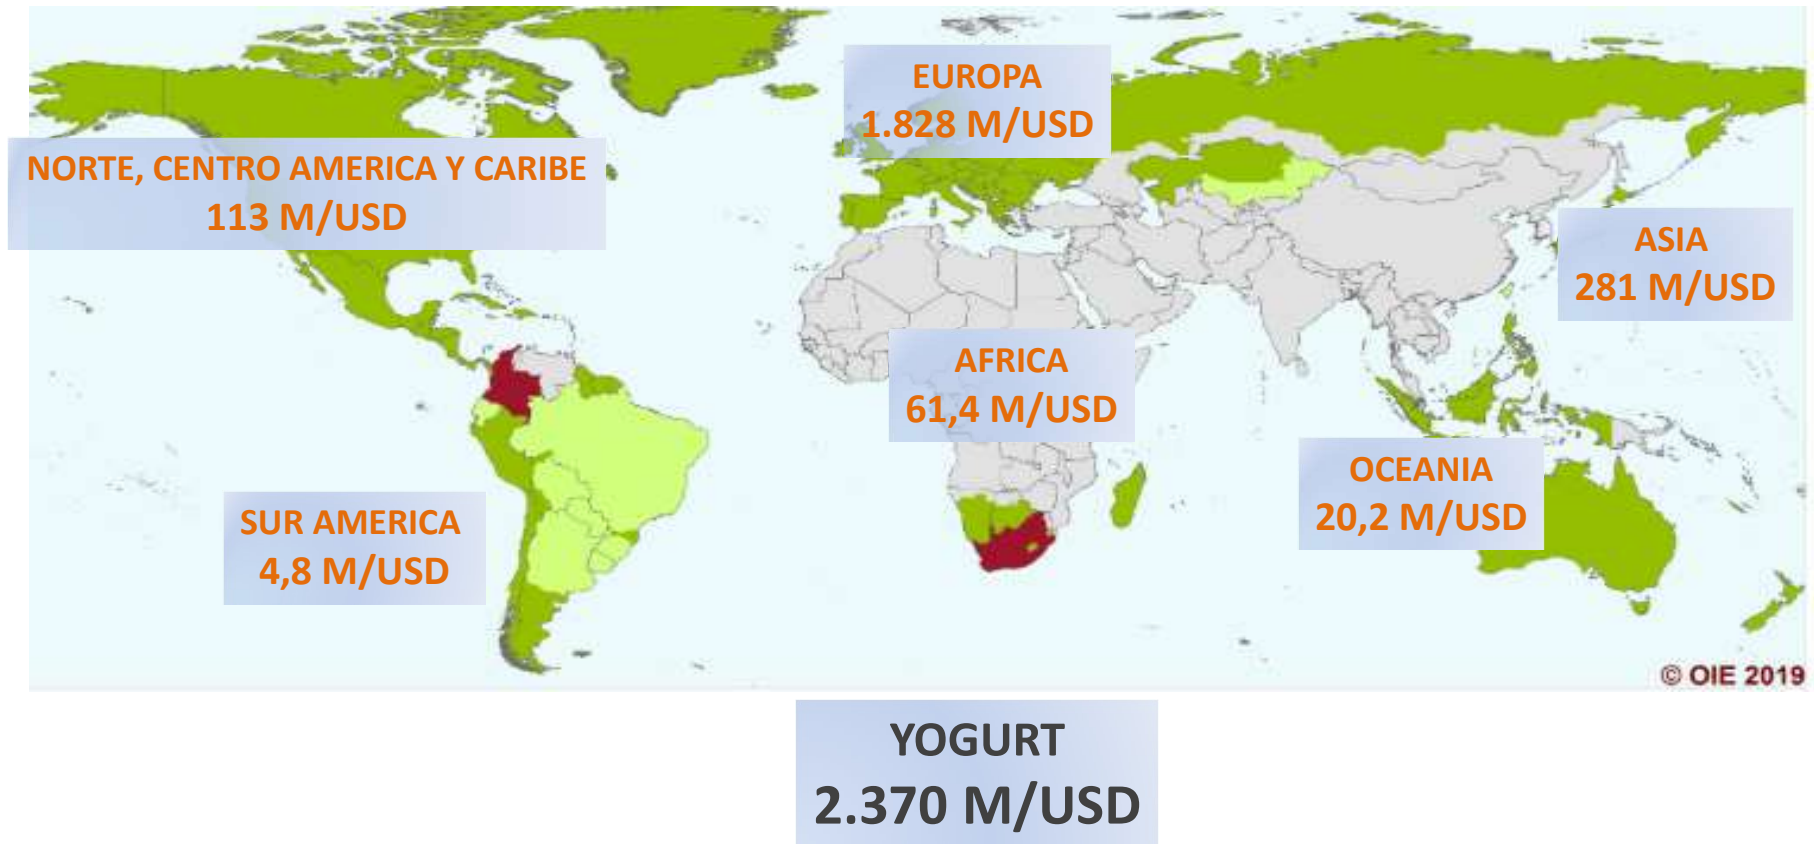 EUROPA
1.828 M/USD
NORTE, CENTRO AMERICA Y CARIBE
113 M/USD
ASIA
281 M/USD
AFRICA
61,4 M/USD
OCEANIA
20,2 M/USD
SUR AMERICA
4,8 M/USD
© OIE 2019
YOGURT
2.370 M/USD